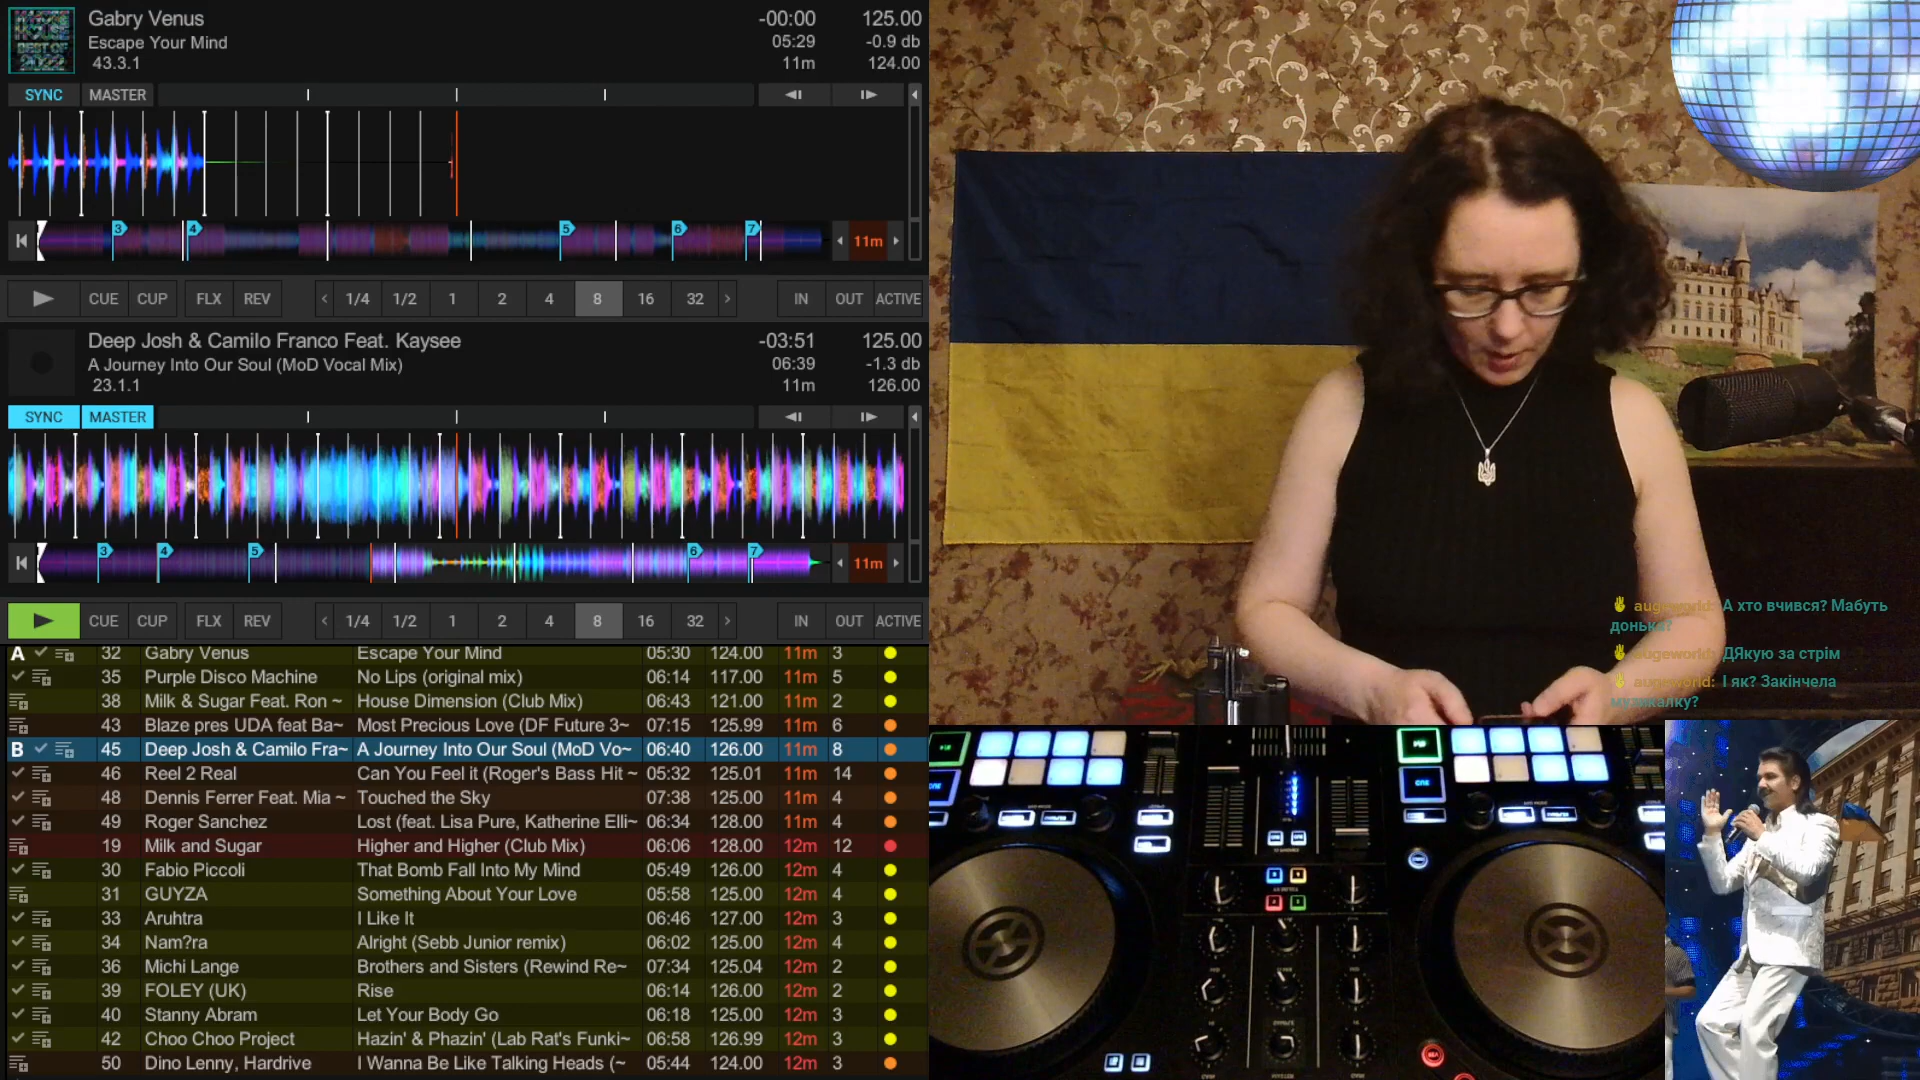 Gabry Venus -00:00 125.00
Escape Your Mind 05:29 -0.9 db
43.3.1 11m 124.00
HOUSE
BEST OF
2022
SYNC MASTER
3 4 5 6 7
11m
CUE CUP FLX REV 1/4 1/2 1 2 4 8 16 32 IN OUT ACTIVE
Deep Josh & Camilo Franco Feat. Kaysee -03:51 125.00
A Journey Into Our Soul (MoD Vocal Mix) 06:39 -1.3 db
23.1.1 11m 126.00
SYNC MASTER
3 4 5 6 7
11m
CUE CUP FLX REV 1/4 1/2 1 2 4 8 16 32 IN OUT ACTIVE
A 32 Gabry Venus Escape Your Mind 05:30 124.00 11m 3
35 Purple Disco Machine No Lips (original mix) 06:14 117.00 11m 5
38 Milk & Sugar Feat. Ron ~ House Dimension (Club Mix) 06:43 121.00 11m 2
43 Blaze pres UDA feat Ba~ Most Precious Love (DF Future 3~ 07:15 125.99 11m 6
B 45 Deep Josh & Camilo Fra~ A Journey Into Our Soul (MoD Vo~ 06:40 126.00 11m 8
46 Reel 2 Real Can You Feel it (Roger's Bass Hit ~ 05:32 125.01 11m 14
48 Dennis Ferrer Feat. Mia ~ Touched the Sky 07:38 125.00 11m 4
49 Roger Sanchez Lost (feat. Lisa Pure, Katherine Elli~ 06:34 128.00 11m 4
19 Milk and Sugar Higher and Higher (Club Mix) 06:06 128.00 12m 12
30 Fabio Piccoli That Bomb Fall Into My Mind 05:49 126.00 12m 4
31 GUYZA Something About Your Love 05:58 125.00 12m 4
33 Aruhtra I Like It 06:46 127.00 12m 3
34 Nam?ra Alright (Sebb Junior remix) 06:02 125.00 12m 4
36 Michi Lange Brothers and Sisters (Rewind Re~ 07:34 125.04 12m 2
39 FOLEY (UK) Rise 06:14 126.00 12m 2
40 Stanny Abram Let Your Body Go 06:18 125.00 12m 3
42 Choo Choo Project Hazin' & Phazin' (Lab Rat's Funki~ 06:58 126.99 12m 3
50 Dino Lenny, Hardrive I Wanna Be Like Talking Heads (~ 05:44 124.00 12m 3
augeworld: А хто вчився? Мабуть
донька?
augeworld: ДЯкую за стрім
augeworld: І як? Закінчела
музикалку?